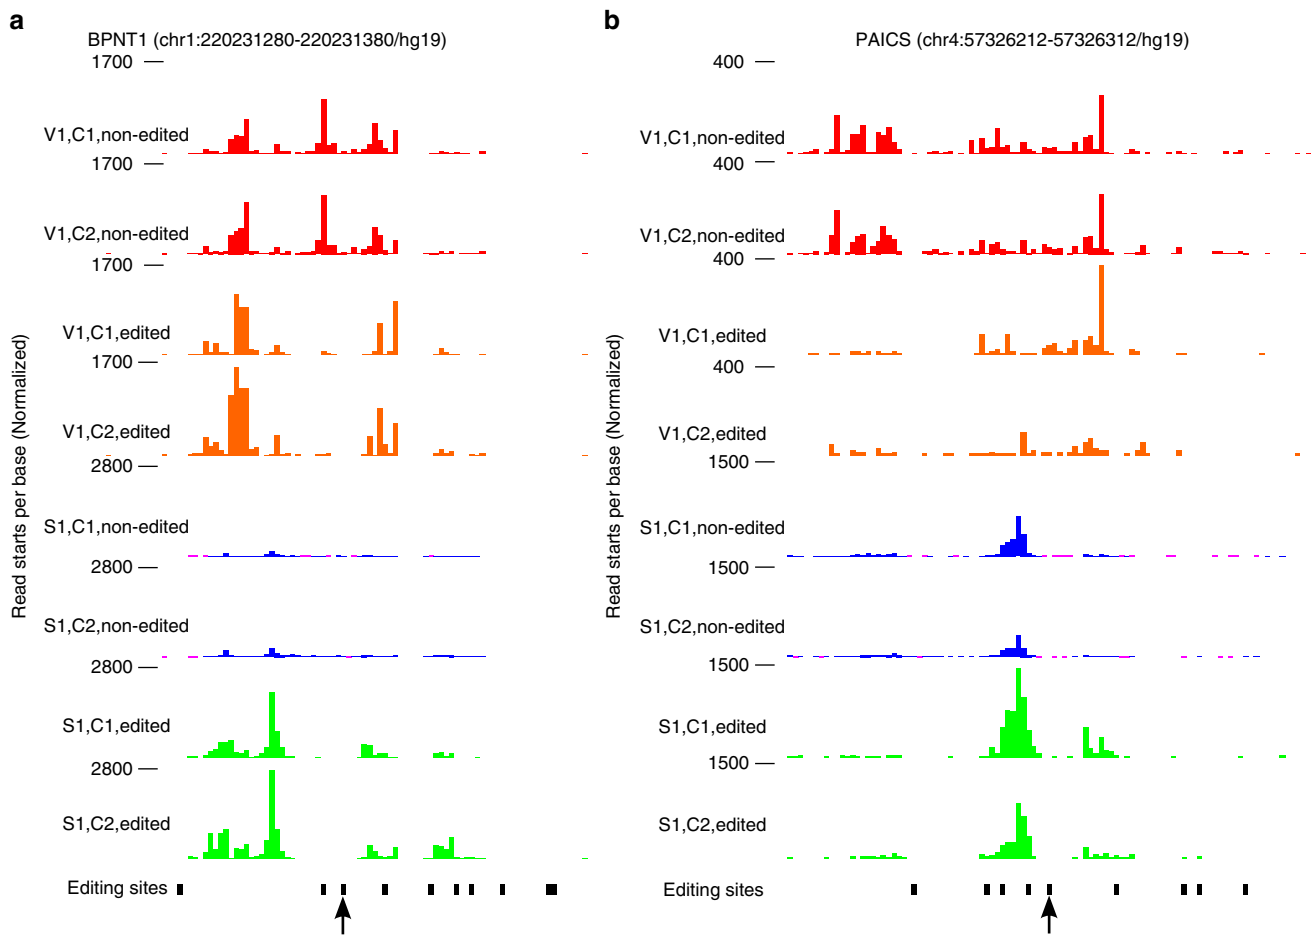 a
BPNT1 (chr1:220231280-220231380/hg19)
1700
V1,C1,non-edited
1700
V1,C2,non-edited
1700
V1,C1,edited
1700
V1,C2,edited
2800
S1,C1,non-edited
2800
S1,C2,non-edited
2800
S1,C1,edited
2800
S1,C2,edited
Editing sites
Read starts per base (Normalized)
b
PAICS (chr4:57326212-57326312/hg19)
400
V1,C1,non-edited
400
V1,C2,non-edited
400
V1,C1,edited
400
V1,C2,edited
1500
S1,C1,non-edited
1500
S1,C2,non-edited
1500
S1,C1,edited
1500
S1,C2,edited
Editing sites
Read starts per base (Normalized)